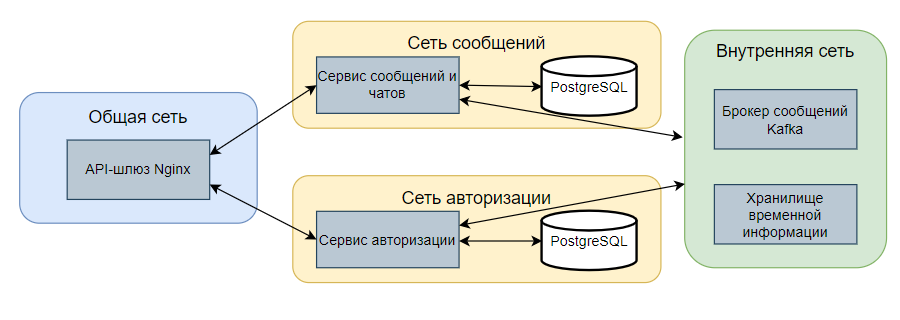 Общая сеть
API-шлюз Nginx
Сеть сообщений
Сервис сообщений и
чатов
PostgreSQL
Сеть авторизации
Сервис авторизации
PostgreSQL
Внутренняя сеть
Брокер сообщений
Kafka
Хранилище
временной
информации